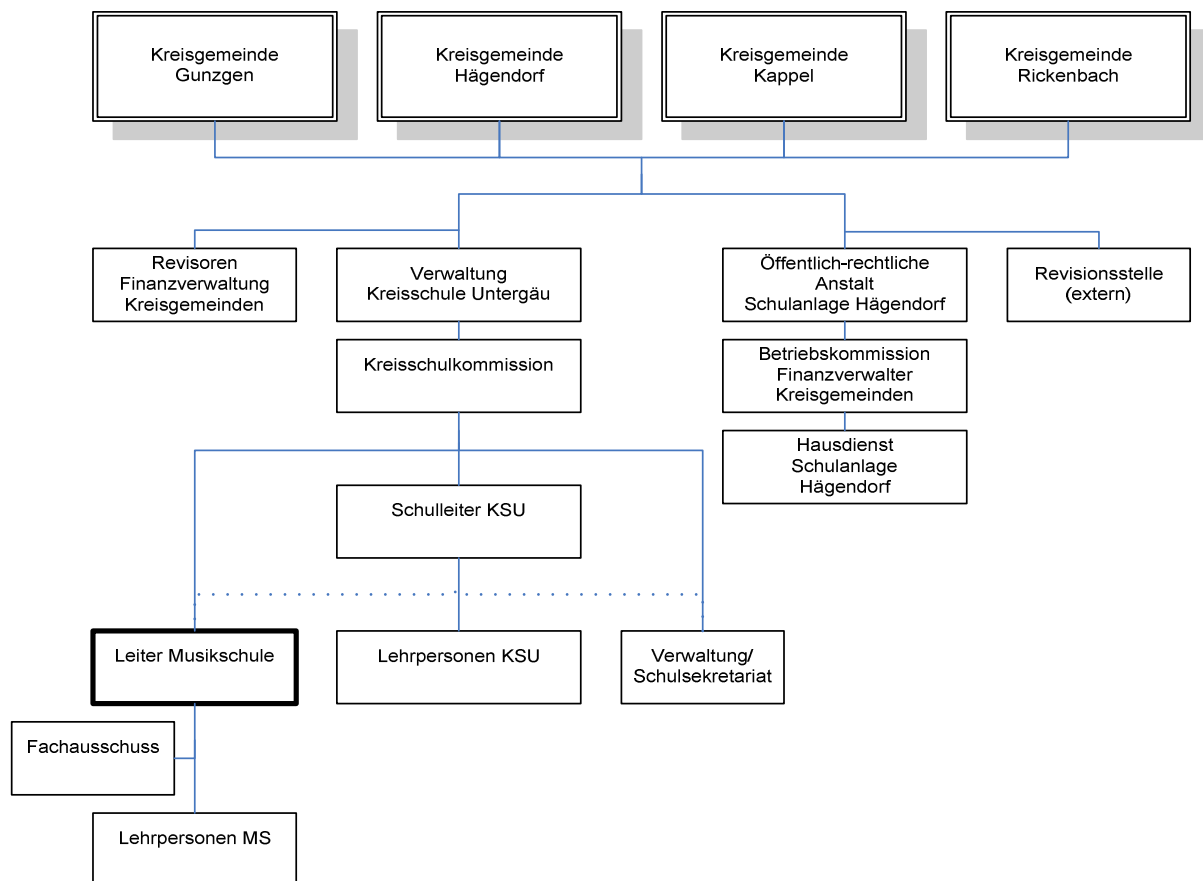 Kreisgemeinde
Gunzgen
Kreisgemeinde
Hägendorf
Kreisgemeinde
Kappel
Kreisgemeinde
Rickenbach
Revisoren
Finanzverwaltung
Kreisgemeinden
Verwaltung
Kreisschule Untergäu
Öffentlich-rechtliche
Anstalt
Schulanlage Hägendorf
Revisionsstelle
(extern)
Kreisschulkommission
Betriebskommission
Finanzverwalter
Kreisgemeinden
Hausdienst
Schulanlage
Hägendorf
Schulleiter KSU
Leiter Musikschule
Lehrpersonen KSU
Verwaltung/
Schulsekretariat
Fachausschuss
Lehrpersonen MS